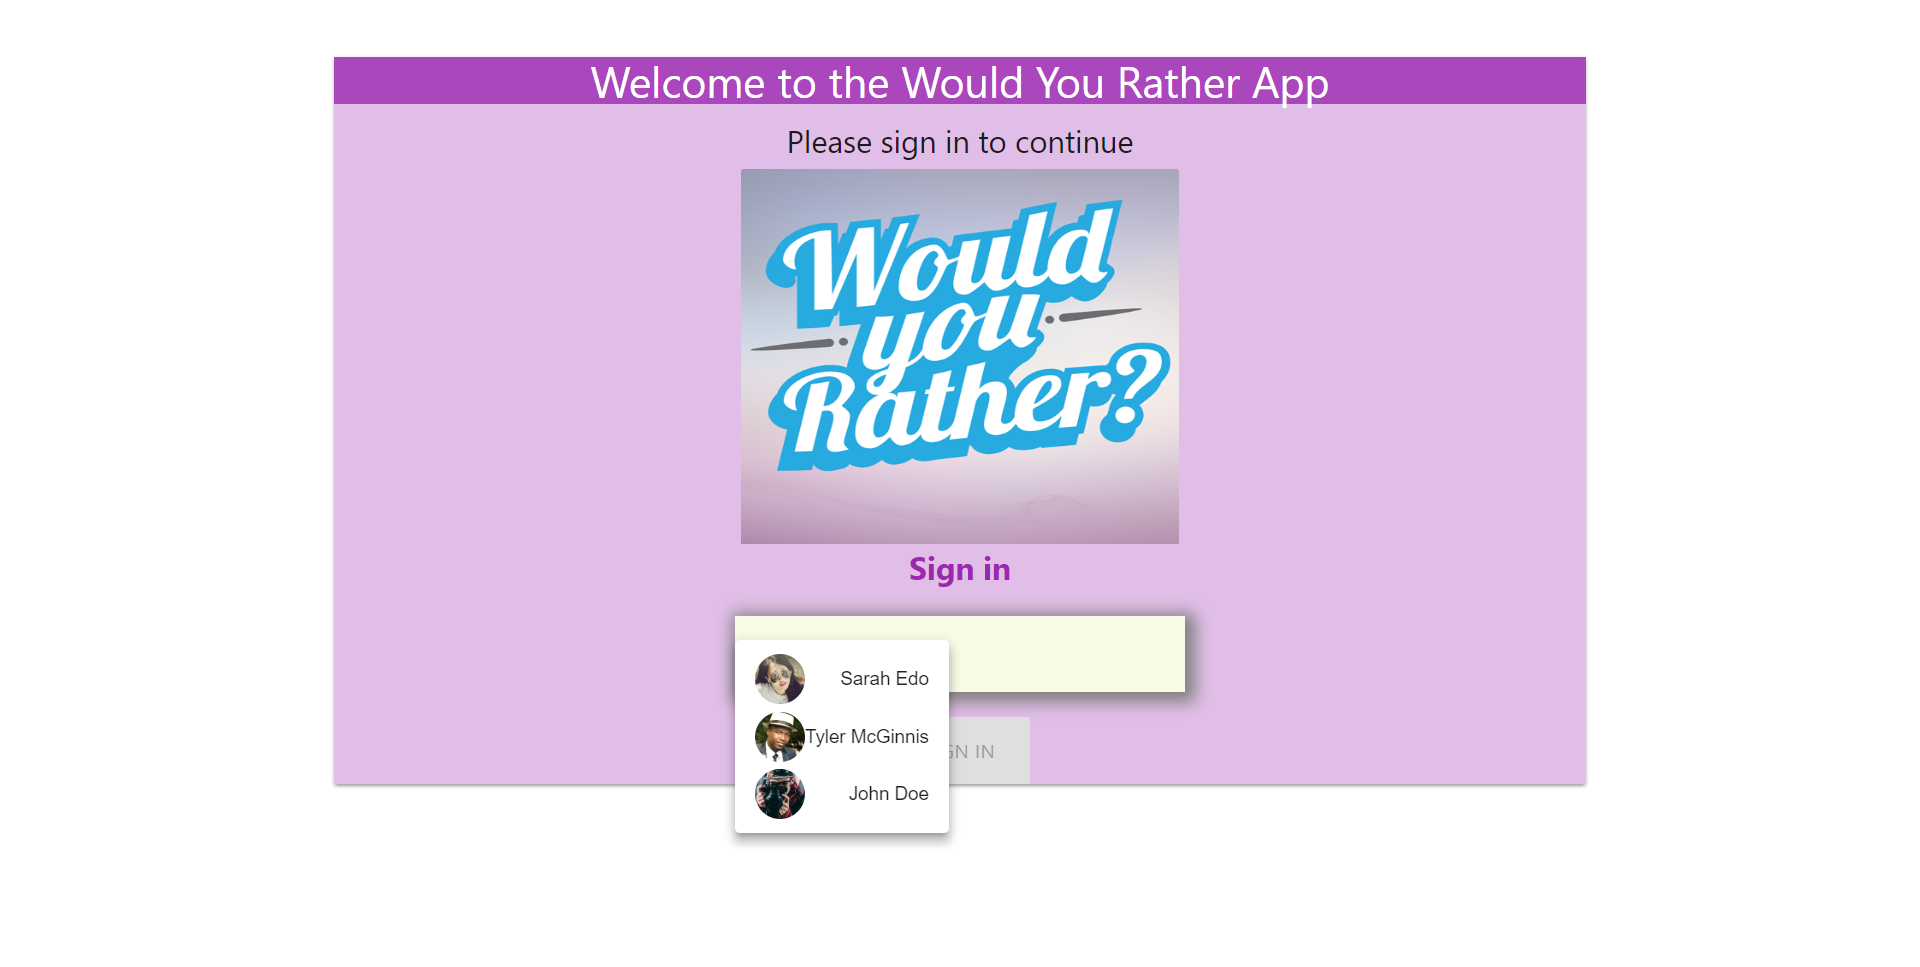 Welcome to the Would You Rather App
Please sign in to continue
Would
you
Rather?
Sign in
Sarah Edo
Tyler McGinnis
John Doe
GN IN